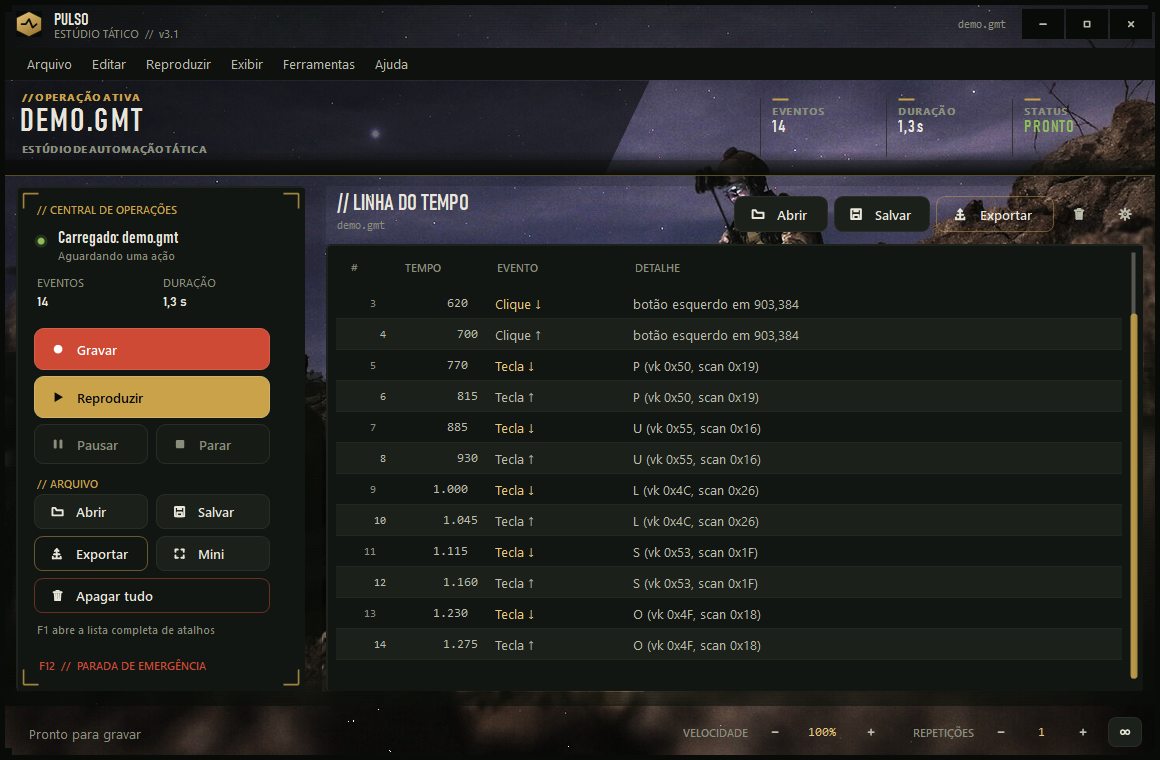 PULSO
ESTÚDIO TÁTICO // v3.1
demo.gmt
Arquivo Editar Reproduzir Exibir Ferramentas Ajuda
//OPERAÇÃO ATIVA
DEMO.GMT
ESTÚDIO DE AUTOMAÇÃO TÁTICA
EVENTOS
14
DURAÇÃO
1,3 s
STATUS
PRONTO
// CENTRAL DE OPERAÇÕES
Carregado: demo.gmt
Aguardando uma ação
EVENTOS DURAÇÃO
14 1,3 s
Gravar
Reproduzir
Pausar Parar
// ARQUIVO
Abrir Salvar
Exportar Mini
Apagar tudo
F1 abre a lista completa de atalhos
F12 // PARADA DE EMERGÊNCIA
// LINHA DO TEMPO
demo.gmt
Abrir Salvar Exportar
# TEMPO EVENTO DETALHE
3 620 Clique ↓ botão esquerdo em 903,384
4 700 Clique ↑ botão esquerdo em 903,384
5 770 Tecla ↓ P (vk 0x50, scan 0x19)
6 815 Tecla ↑ P (vk 0x50, scan 0x19)
7 885 Tecla ↓ U (vk 0x55, scan 0x16)
8 930 Tecla ↑ U (vk 0x55, scan 0x16)
9 1.000 Tecla ↓ L (vk 0x4C, scan 0x26)
10 1.045 Tecla ↑ L (vk 0x4C, scan 0x26)
11 1.115 Tecla ↓ S (vk 0x53, scan 0x1F)
12 1.160 Tecla ↑ S (vk 0x53, scan 0x1F)
13 1.230 Tecla ↓ O (vk 0x4F, scan 0x18)
14 1.275 Tecla ↑ O (vk 0x4F, scan 0x18)
Pronto para gravar
VELOCIDADE − 100% + REPETIÇÕES − 1 + ∞